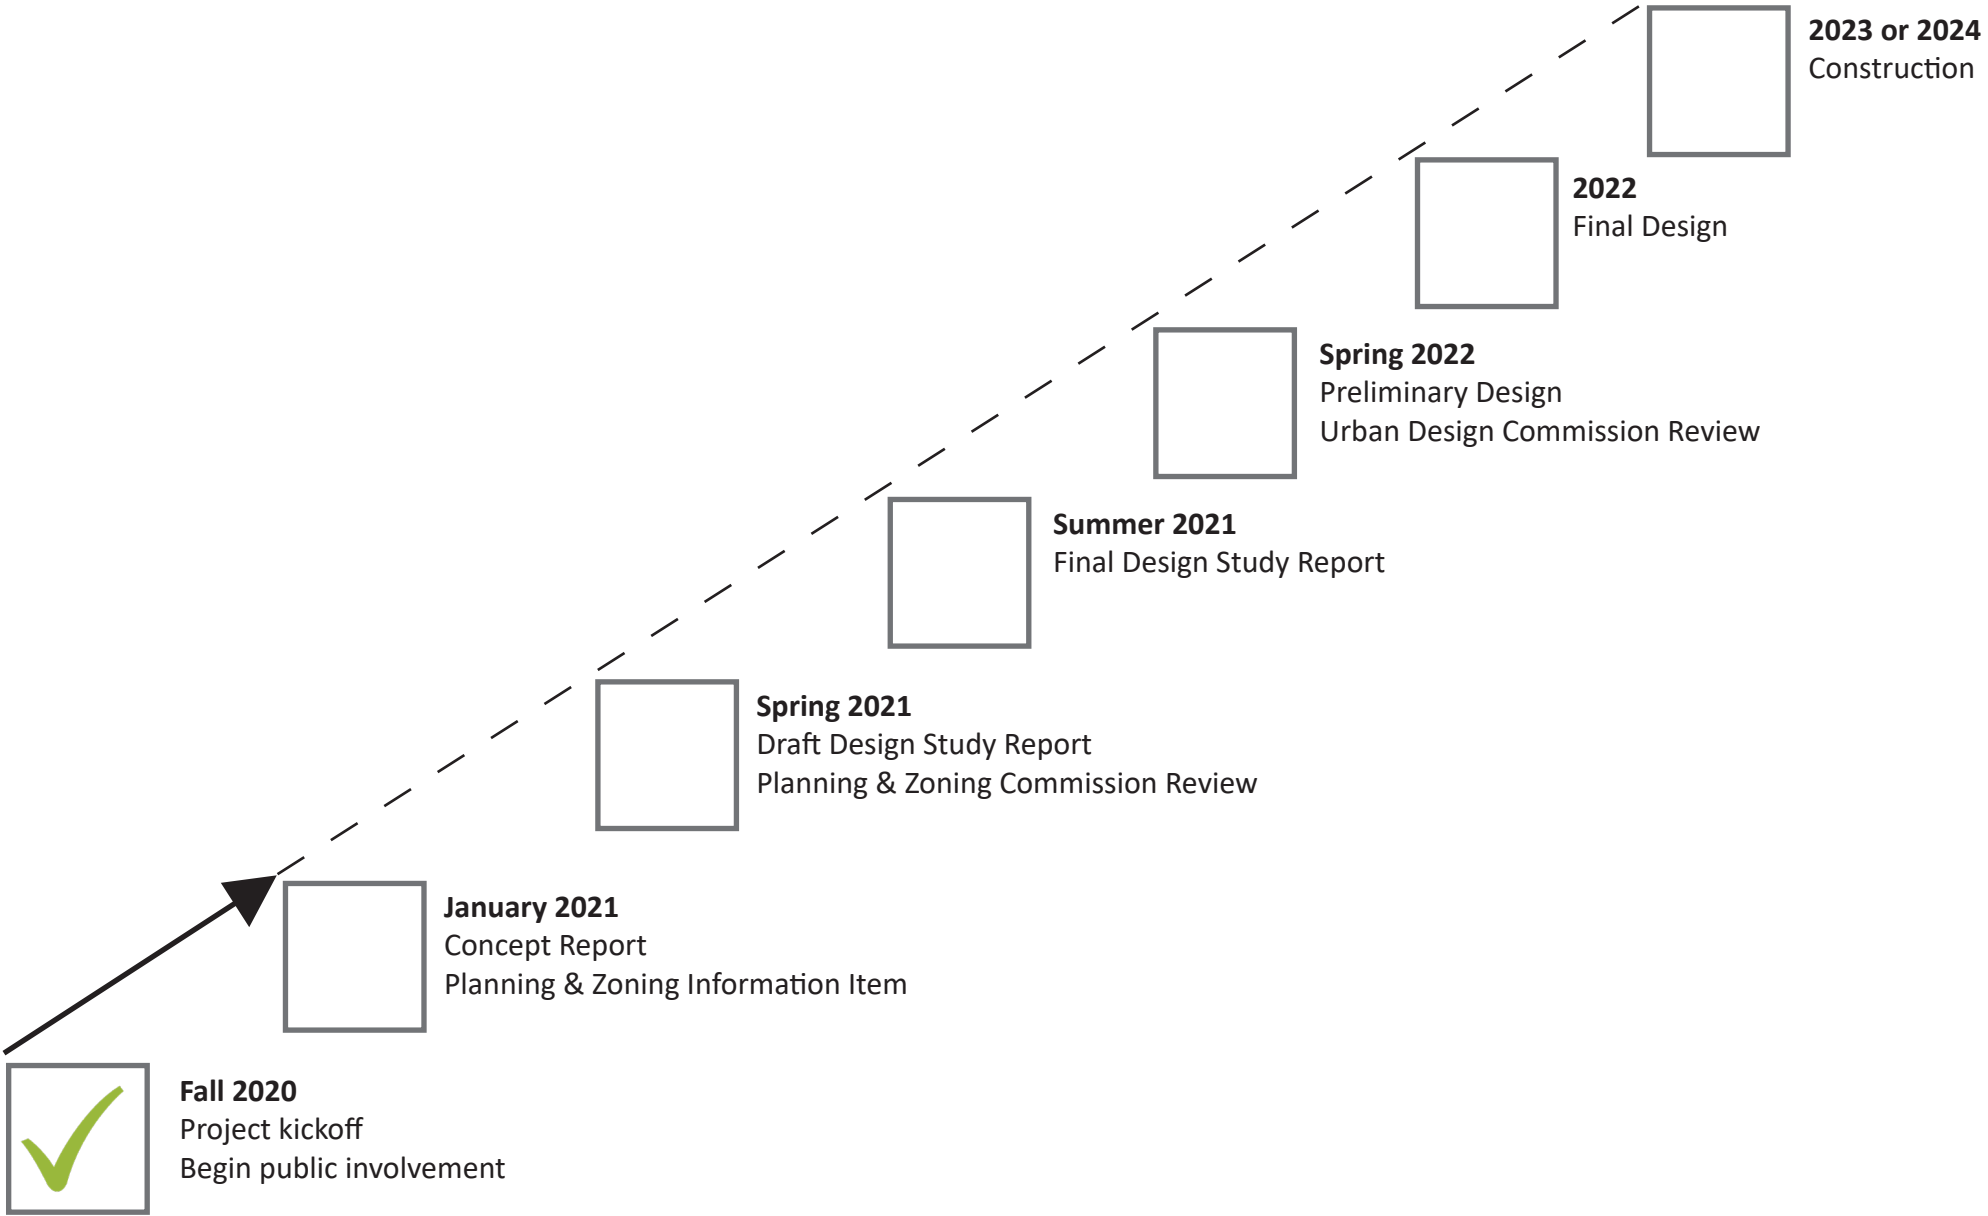 2023 or 2024
Construction
2022
Final Design
Spring 2022
Preliminary Design
Urban Design Commission Review
Summer 2021
Final Design Study Report
Spring 2021
Draft Design Study Report
Planning & Zoning Commission Review
January 2021
Concept Report
Planning & Zoning Information Item
Fall 2020
Project kickoff
Begin public involvement